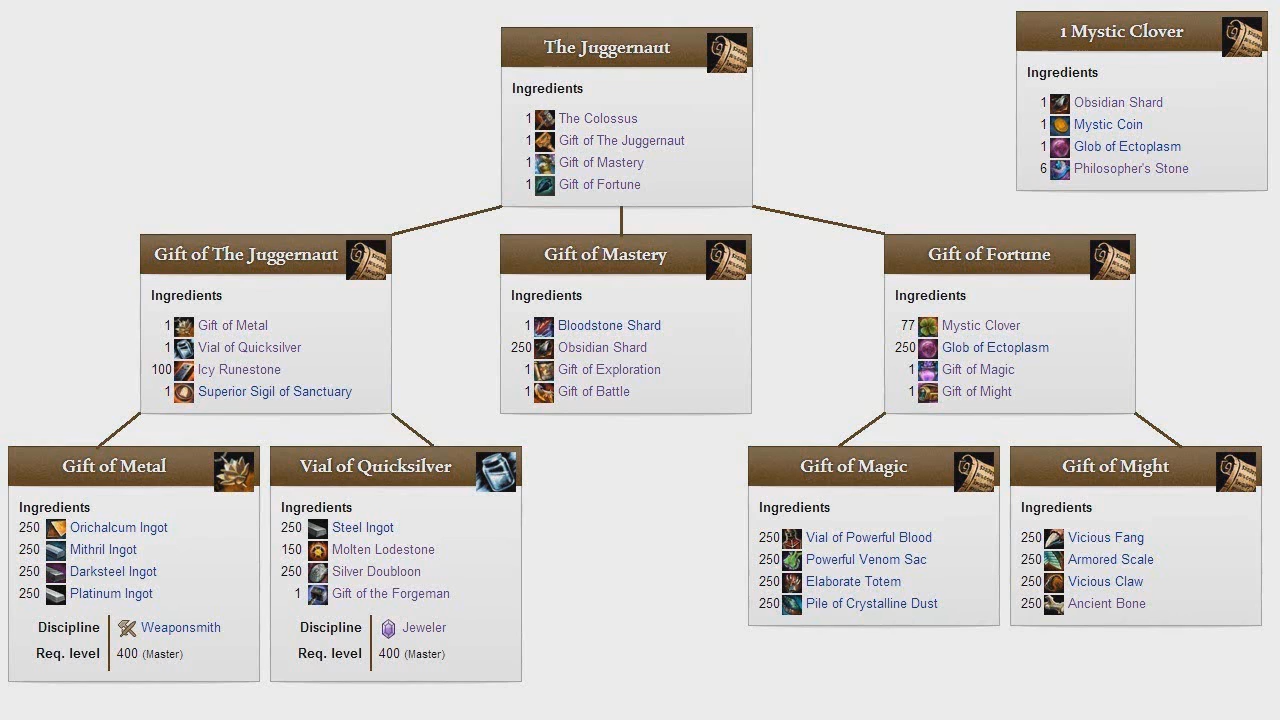 The Juggernaut
Ingredients
1 The Colossus
1 Gift of The Juggernaut
1 Gift of Mastery
1 Gift of Fortune
1 Mystic Clover
Ingredients
1 Obsidian Shard
1 Mystic Coin
1 Glob of Ectoplasm
6 Philosopher's Stone
Gift of The Juggernaut
Ingredients
1 Gift of Metal
1 Vial of Quicksilver
100 Icy Runestone
1 Superior Sigil of Sanctuary
Gift of Mastery
Ingredients
1 Bloodstone Shard
250 Obsidian Shard
1 Gift of Exploration
1 Gift of Battle
Gift of Fortune
Ingredients
77 Mystic Clover
250 Glob of Ectoplasm
1 Gift of Magic
1 Gift of Might
Gift of Metal
Ingredients
250 Orichalcum Ingot
250 Mithril Ingot
250 Darksteel Ingot
250 Platinum Ingot
Discipline Weaponsmith
Req. level 400 (Master)
Vial of Quicksilver
Ingredients
250 Steel Ingot
150 Molten Lodestone
250 Silver Doubloon
1 Gift of the Forgeman
Discipline Jeweler
Req. level 400 (Master)
Gift of Magic
Ingredients
250 Vial of Powerful Blood
250 Powerful Venom Sac
250 Elaborate Totem
250 Pile of Crystalline Dust
Gift of Might
Ingredients
250 Vicious Fang
250 Armored Scale
250 Vicious Claw
250 Ancient Bone